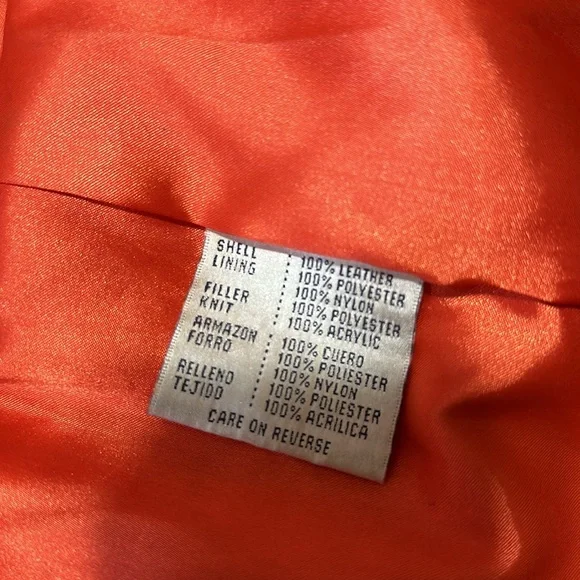 SHELL : 100% LEATHER
LINING : 100% POLYESTER
100% NYLON
FILLER : 100% POLYESTER
KNIT : 100% ACRYLIC
ARMAZON : 100% CUERO
FORRO : 100% POLIESTER
100% NYLON
RELLENO : 100% POLIESTER
TEJIDO : 100% ACRILICA
CARE ON REVERSE